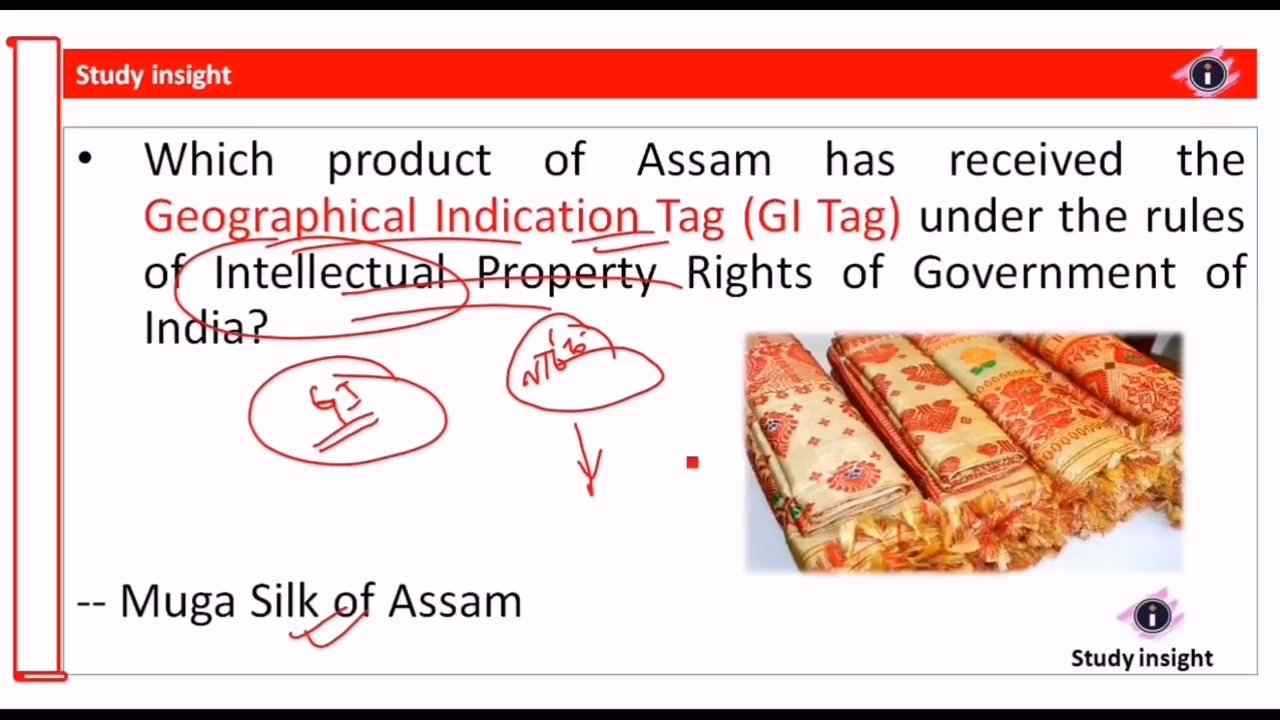 Study insight
• Which product of Assam has received the
Geographical Indication Tag (GI Tag) under the rules
of Intellectual Property Rights of Government of
India?
GI
-- Muga Silk of Assam
Study insight